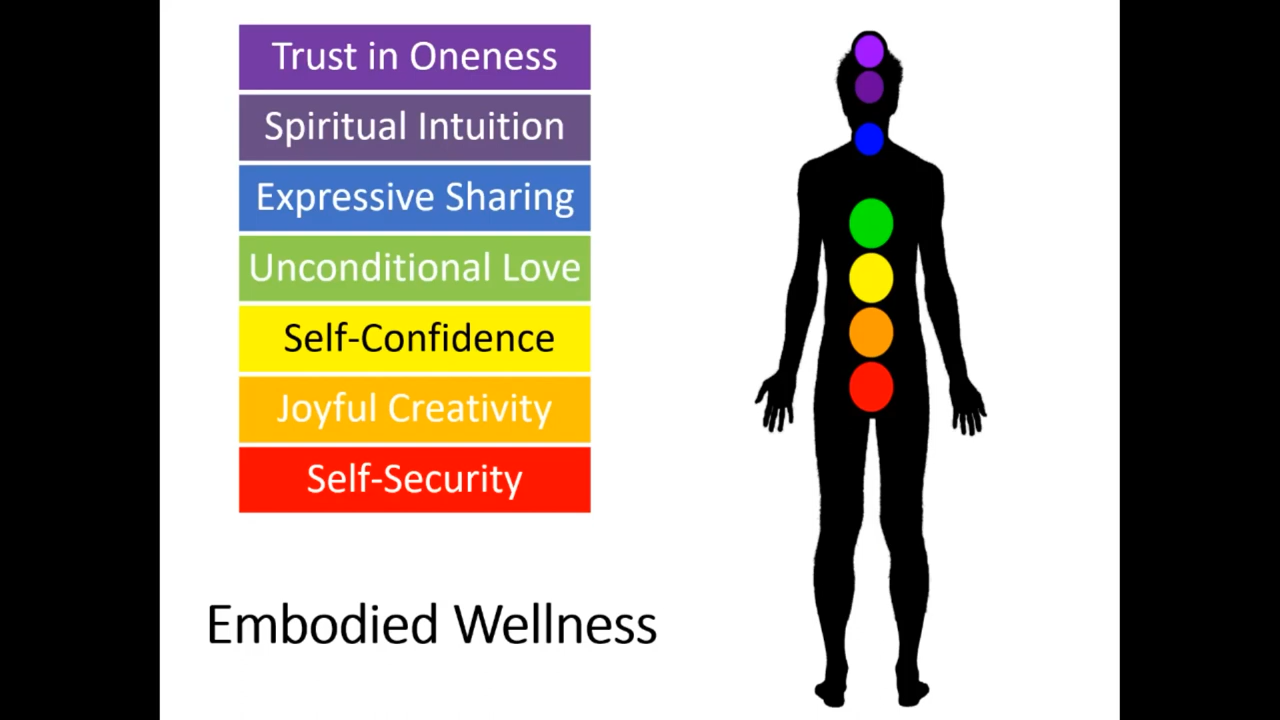 Trust in Oneness
Spiritual Intuition
Expressive Sharing
Unconditional Love
Self-Confidence
Joyful Creativity
Self-Security
Embodied Wellness